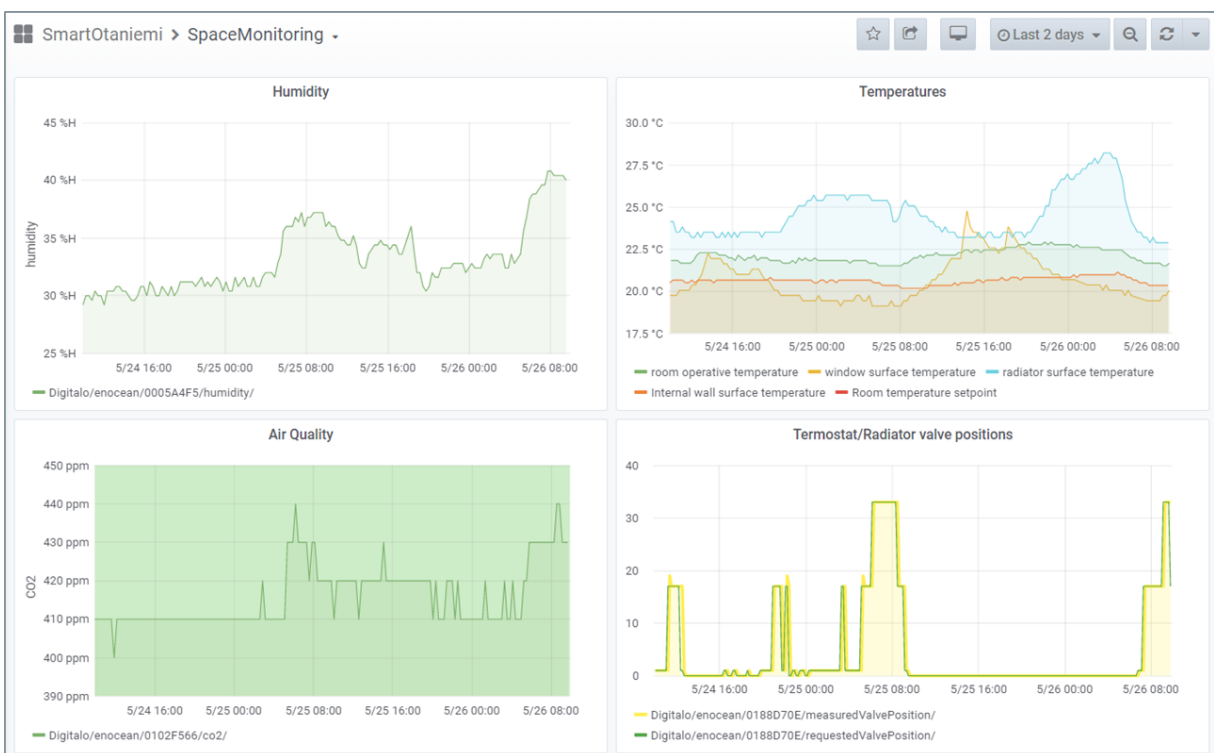 SmartOtaniemi > SpaceMonitoring
Last 2 days
Humidity
45 %H
40 %H
35 %H
30 %H
25 %H
humidity
5/24 16:00 5/25 00:00 5/25 08:00 5/25 16:00 5/26 00:00 5/26 08:00
Digitalo/enocean/0005A4F5/humidity/
Temperatures
30.0 °C
27.5 °C
25.0 °C
22.5 °C
20.0 °C
17.5 °C
5/24 16:00 5/25 00:00 5/25 08:00 5/25 16:00 5/26 00:00 5/26 08:00
room operative temperature window surface temperature radiator surface temperature
Internal wall surface temperature Room temperature setpoint
Air Quality
450 ppm
440 ppm
430 ppm
420 ppm
410 ppm
400 ppm
390 ppm
CO2
5/24 16:00 5/25 00:00 5/25 08:00 5/25 16:00 5/26 00:00 5/26 08:00
Digitalo/enocean/0102F566/co2/
Termostat/Radiator valve positions
40
30
20
10
0
5/24 16:00 5/25 00:00 5/25 08:00 5/25 16:00 5/26 00:00 5/26 08:00
Digitalo/enocean/0188D70E/measuredValvePosition/
Digitalo/enocean/0188D70E/requestedValvePosition/